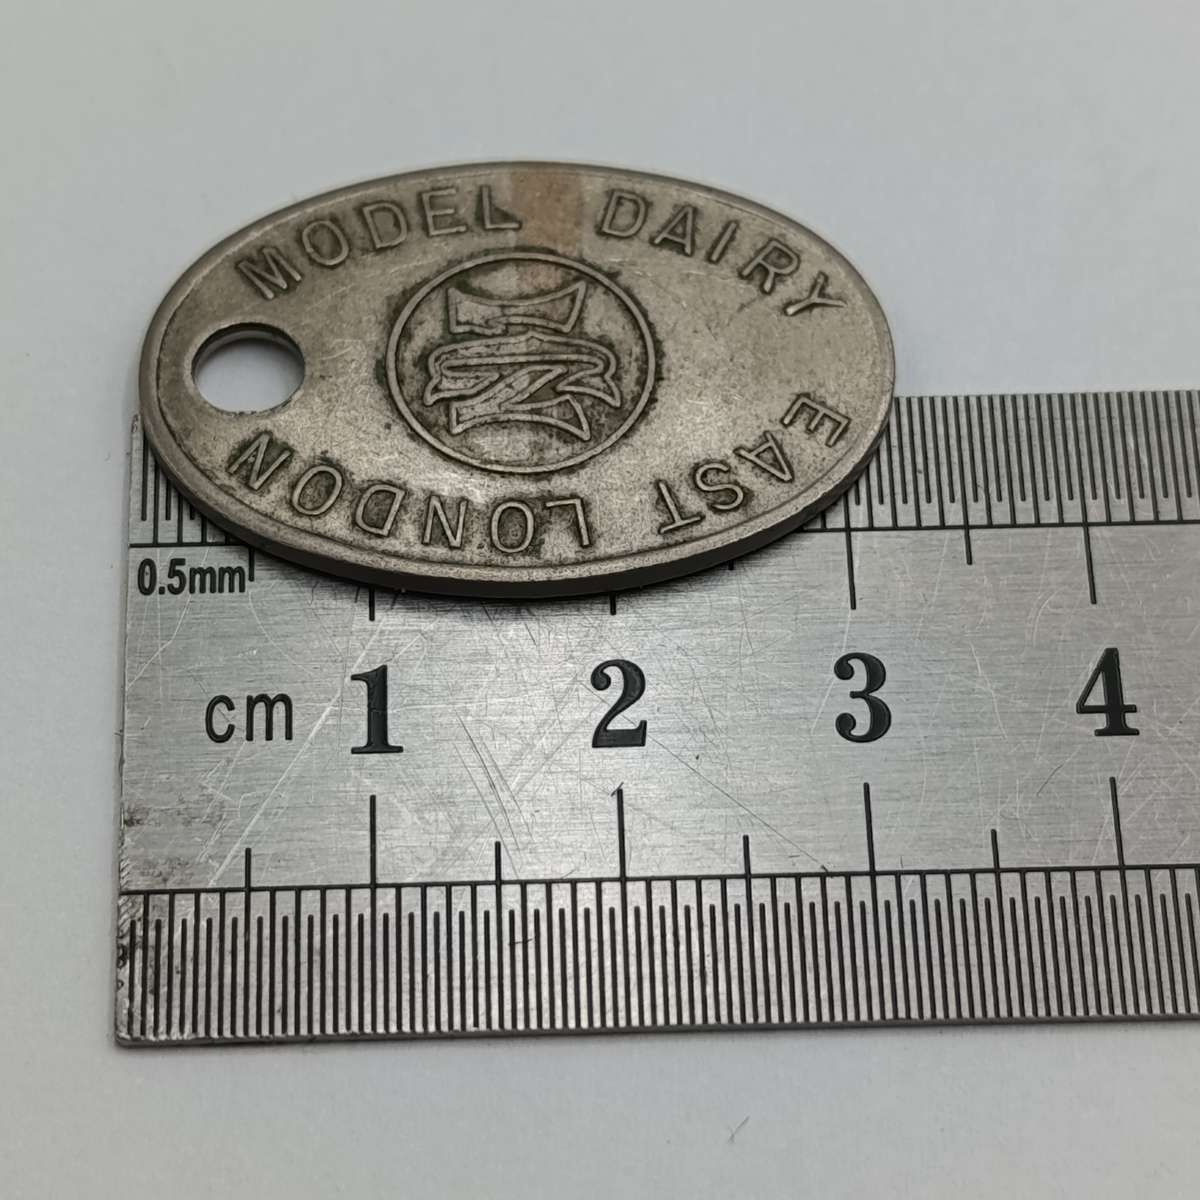 MODEL DAIRY
EAST LONDON
0.5mm
cm 1 2 3 4